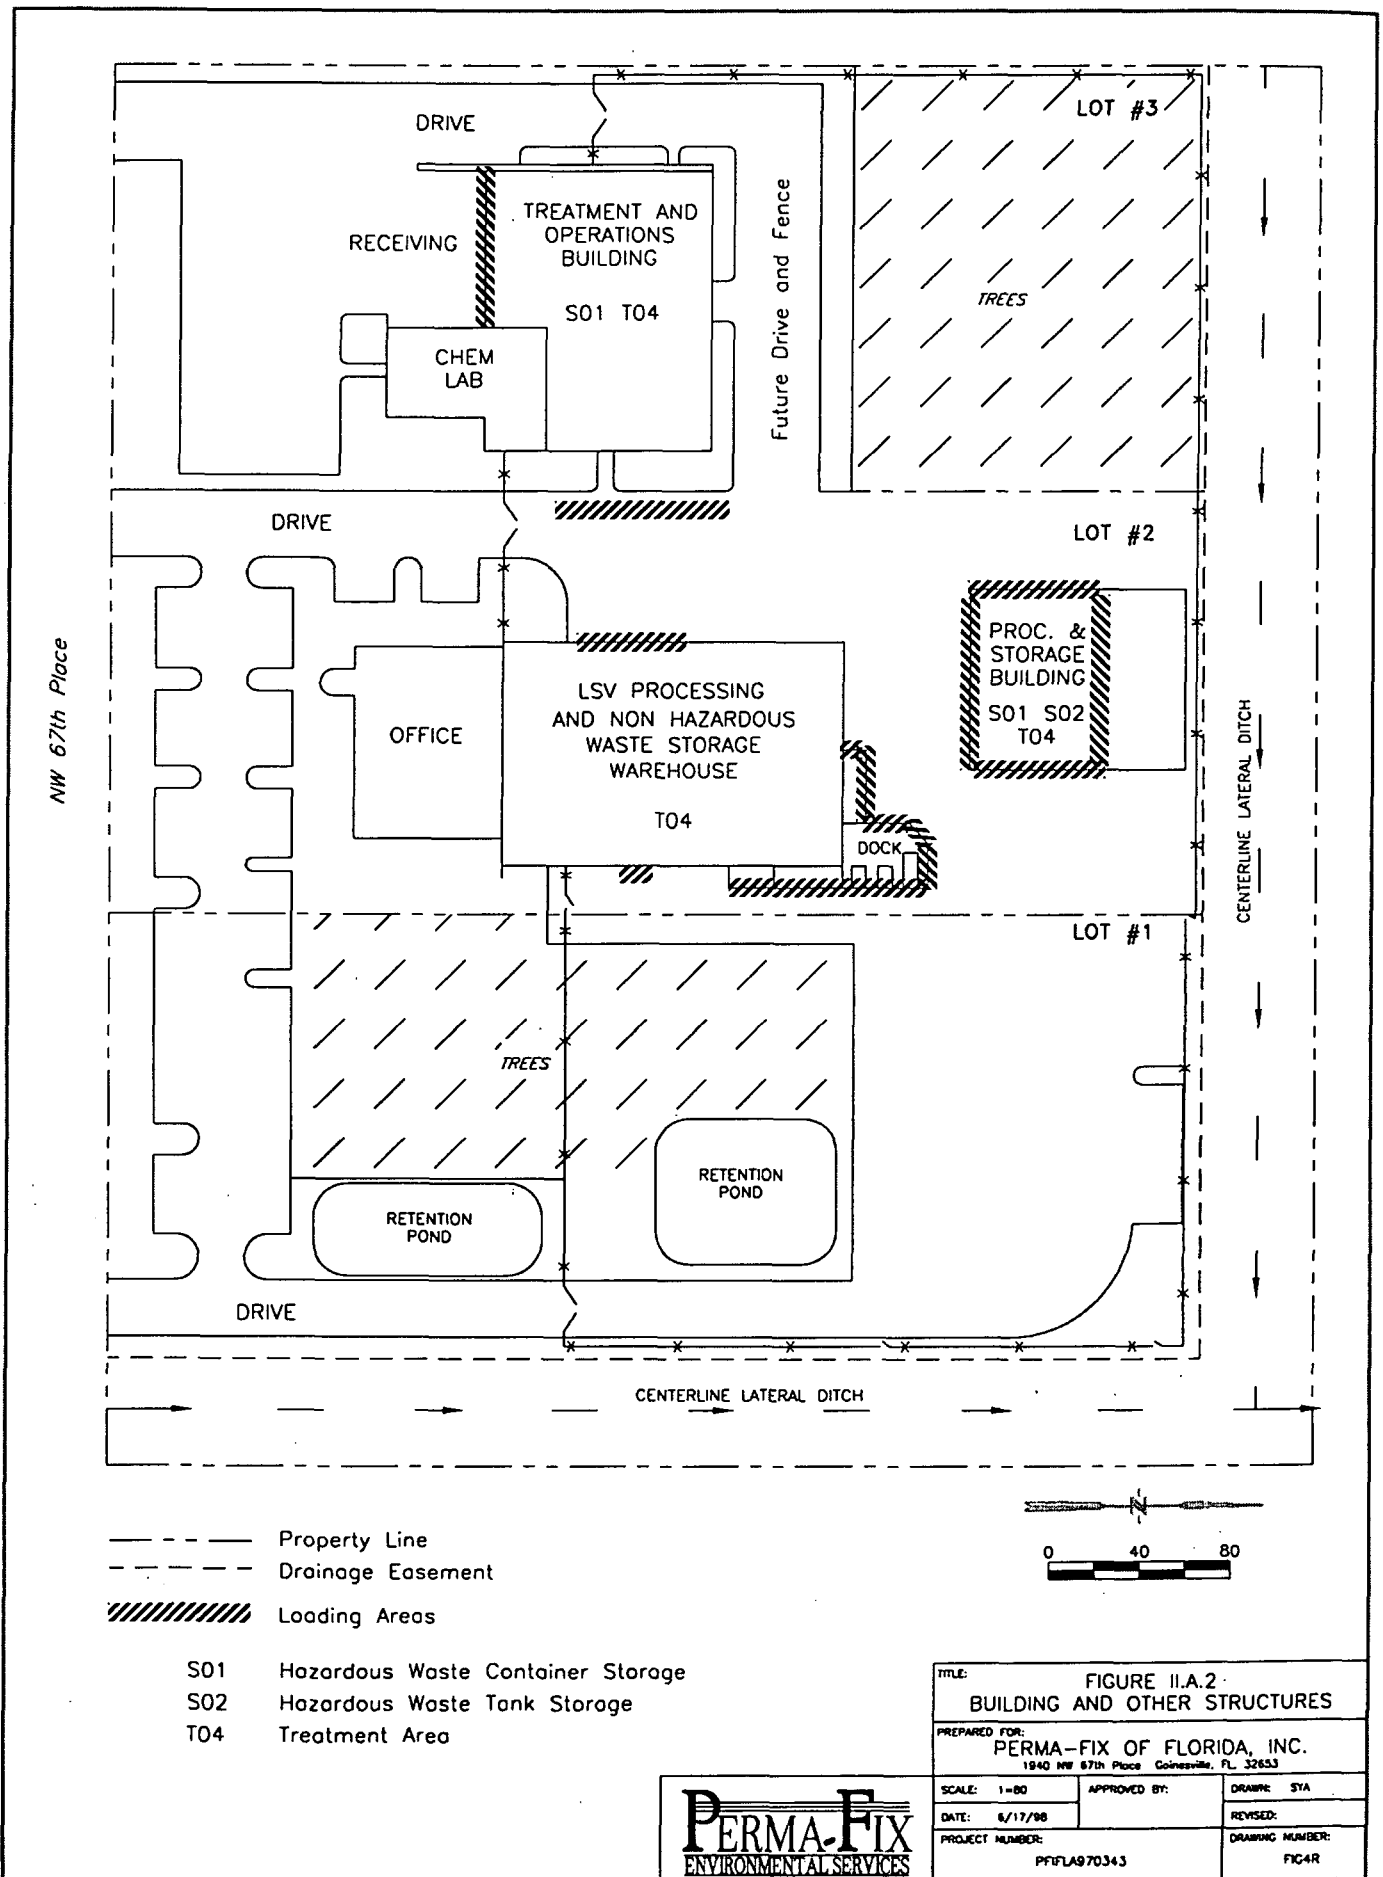 LOT #3
DRIVE
TREATMENT AND
OPERATIONS
BUILDING
S01 T04
RECEIVING
CHEM
LAB
Future Drive and Fence
TREES
DRIVE
LOT #2
NW 67th Place
OFFICE
LSV PROCESSING
AND NON HAZARDOUS
WASTE STORAGE
WAREHOUSE
T04
PROC. &
STORAGE
BUILDING
S01 S02
T04
DOCK
CENTERLINE LATERAL DITCH
LOT #1
TREES
RETENTION
POND
RETENTION
POND
DRIVE
CENTERLINE LATERAL DITCH
N
0 40 80
Property Line
Drainage Easement
Loading Areas
S01 Hazardous Waste Container Storage
S02 Hazardous Waste Tank Storage
T04 Treatment Area
TITLE: FIGURE II.A.2
BUILDING AND OTHER STRUCTURES
PREPARED FOR:
PERMA-FIX OF FLORIDA, INC.
1940 NW 67th Place Gainesville, FL 32653
SCALE: 1=80 APPROVED BY: DRAWN: SYA
DATE: 6/17/98 REVISED:
PROJECT NUMBER: DRAWING NUMBER:
PFIFLA970343 FIG4R
PERMA-FIX
ENVIRONMENTAL SERVICES